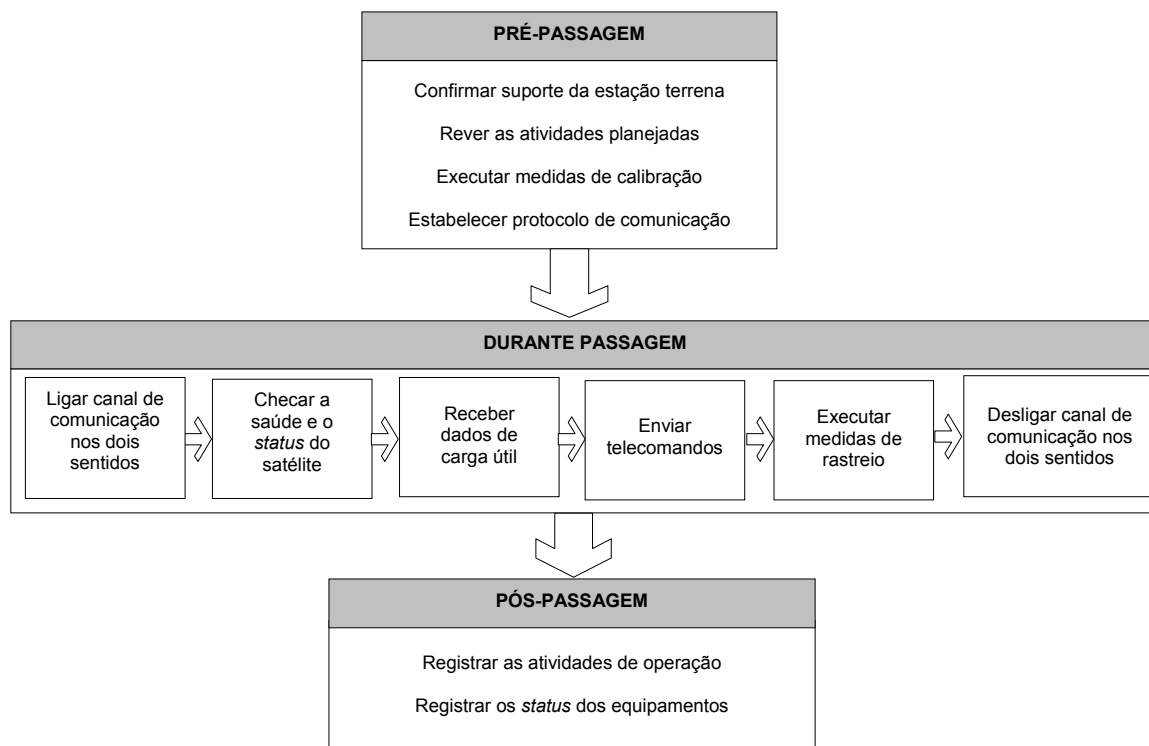 PRÉ-PASSAGEM
Confirmar suporte da estação terrena
Rever as atividades planejadas
Executar medidas de calibração
Estabelecer protocolo de comunicação
DURANTE PASSAGEM
Ligar canal de
comunicação
nos dois
sentidos
Checar a
saúde e o
status do
satélite
Receber
dados de
carga útil
Enviar
telecomandos
Executar
medidas de
rastreio
Desligar canal de
comunicação nos
dois sentidos
PÓS-PASSAGEM
Registrar as atividades de operação
Registrar os status dos equipamentos